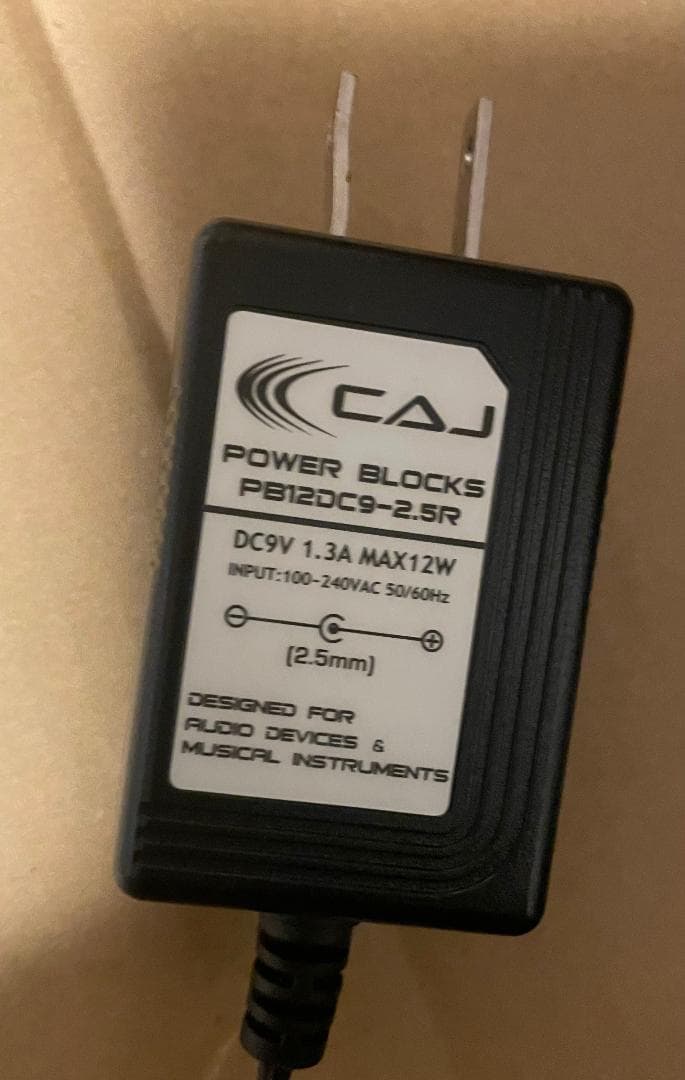 CAJ
POWER BLOCKS
PB12DC9-2.5R
DC9V 1.3A MAX12W
INPUT:100-240VAC 50/60Hz
(2.5mm)
DESIGNED FOR
AUDIO DEVICES &
MUSICAL INSTRUMENTS